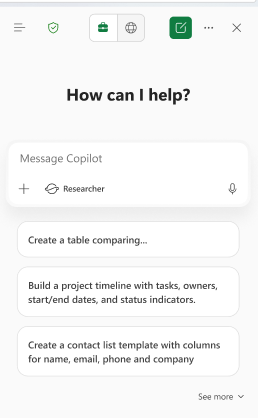 How can I help?
Message Copilot
Researcher
Create a table comparing...
Build a project timeline with tasks, owners,
start/end dates, and status indicators.
Create a contact list template with columns
for name, email, phone and company
See more